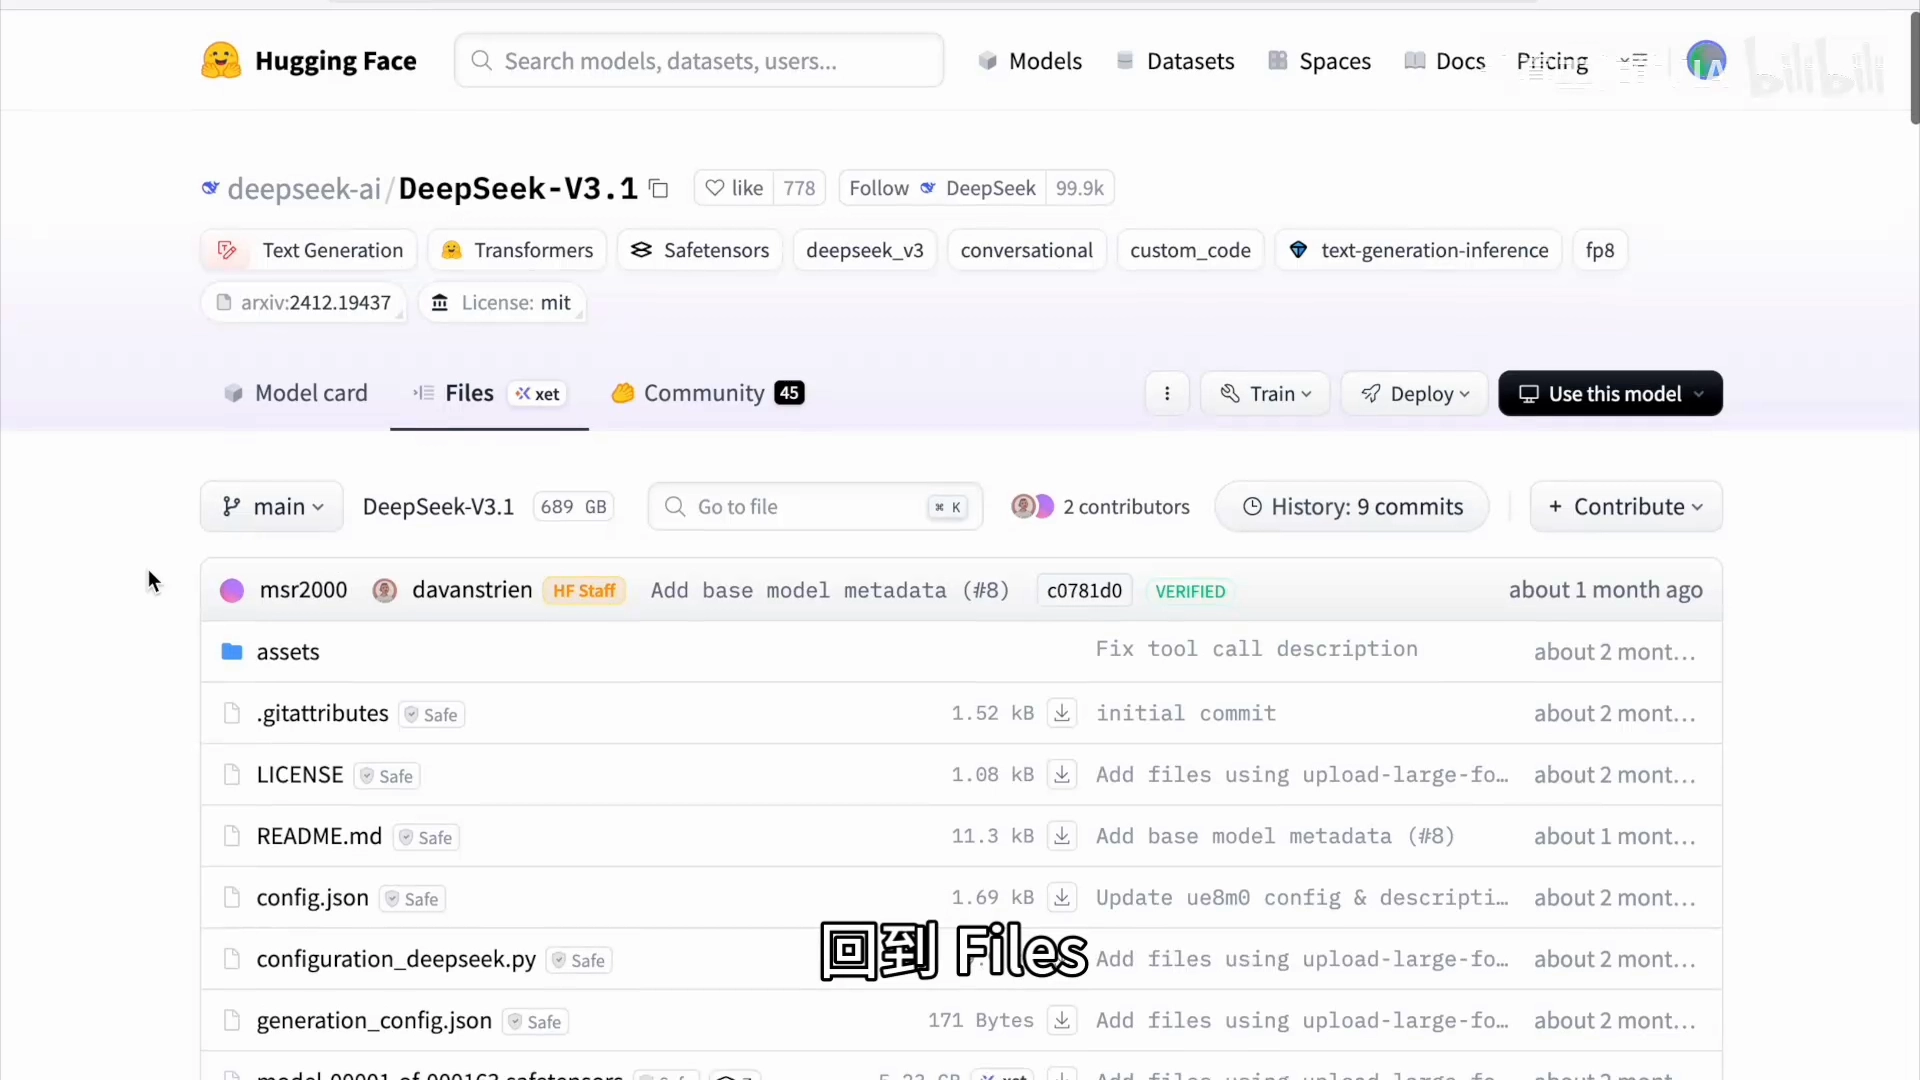 Hugging Face
Search models, datasets, users...
Models
Datasets
Spaces
Docs
Pricing
bilibili
deepseek-ai/DeepSeek-V3.1
like 778
Follow DeepSeek 99.9k
Text Generation
Transformers
Safetensors
deepseek_v3
conversational
custom_code
text-generation-inference
fp8
arxiv:2412.19437
License: mit
Model card
Files xet
Community 45
Train
Deploy
Use this model
main
DeepSeek-V3.1 689 GB
Go to file ⌘ K
2 contributors
History: 9 commits
+ Contribute
msr2000 davanstrien HF Staff Add base model metadata (#8) c0781d0 VERIFIED about 1 month ago
assets Fix tool call description about 2 mont...
.gitattributes Safe 1.52 kB initial commit about 2 mont...
LICENSE Safe 1.08 kB Add files using upload-large-fo... about 2 mont...
README.md Safe 11.3 kB Add base model metadata (#8) about 1 mont...
config.json Safe 1.69 kB Update ue8m0 config & descripti... about 2 mont...
configuration_deepseek.py Safe Add files using upload-large-fo... about 2 mont...
回到 Files
generation_config.json Safe 171 Bytes Add files using upload-large-fo... about 2 mont...